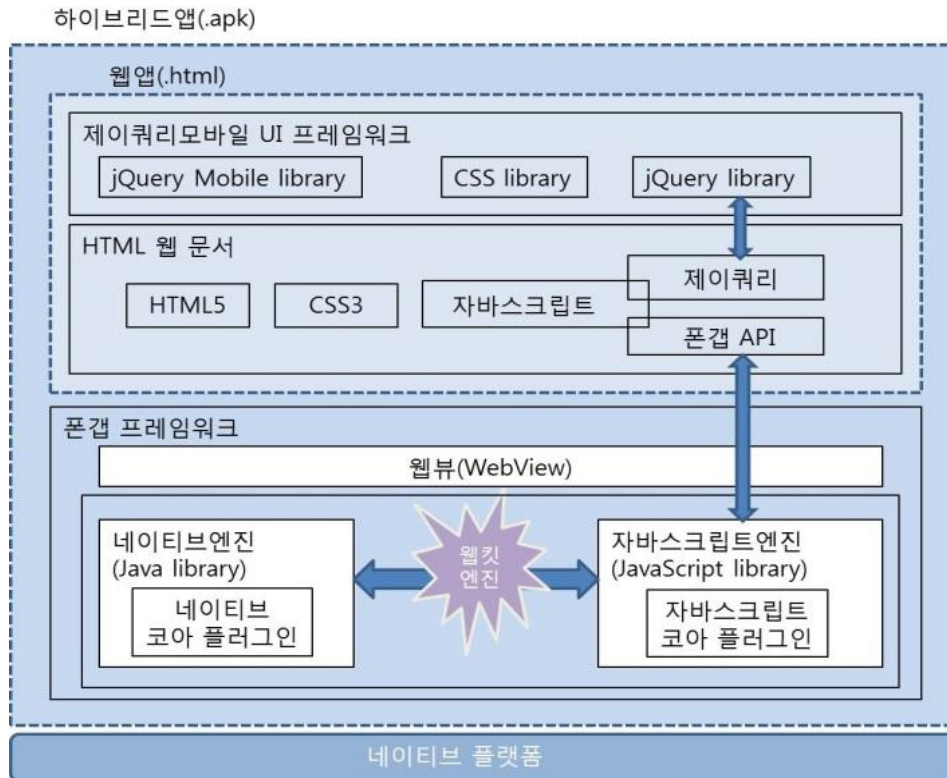 하이브리드앱(.apk)
웹앱(.html)
제이쿼리모바일 UI 프레임워크
jQuery Mobile library
CSS library
jQuery library
HTML 웹 문서
HTML5
CSS3
자바스크립트
제이쿼리
폰갭 API
폰갭 프레임워크
웹뷰(WebView)
네이티브엔진
(Java library)
네이티브
코아 플러그인
웹킷
엔진
자바스크립트엔진
(JavaScript library)
자바스크립트
코아 플러그인
네이티브 플랫폼